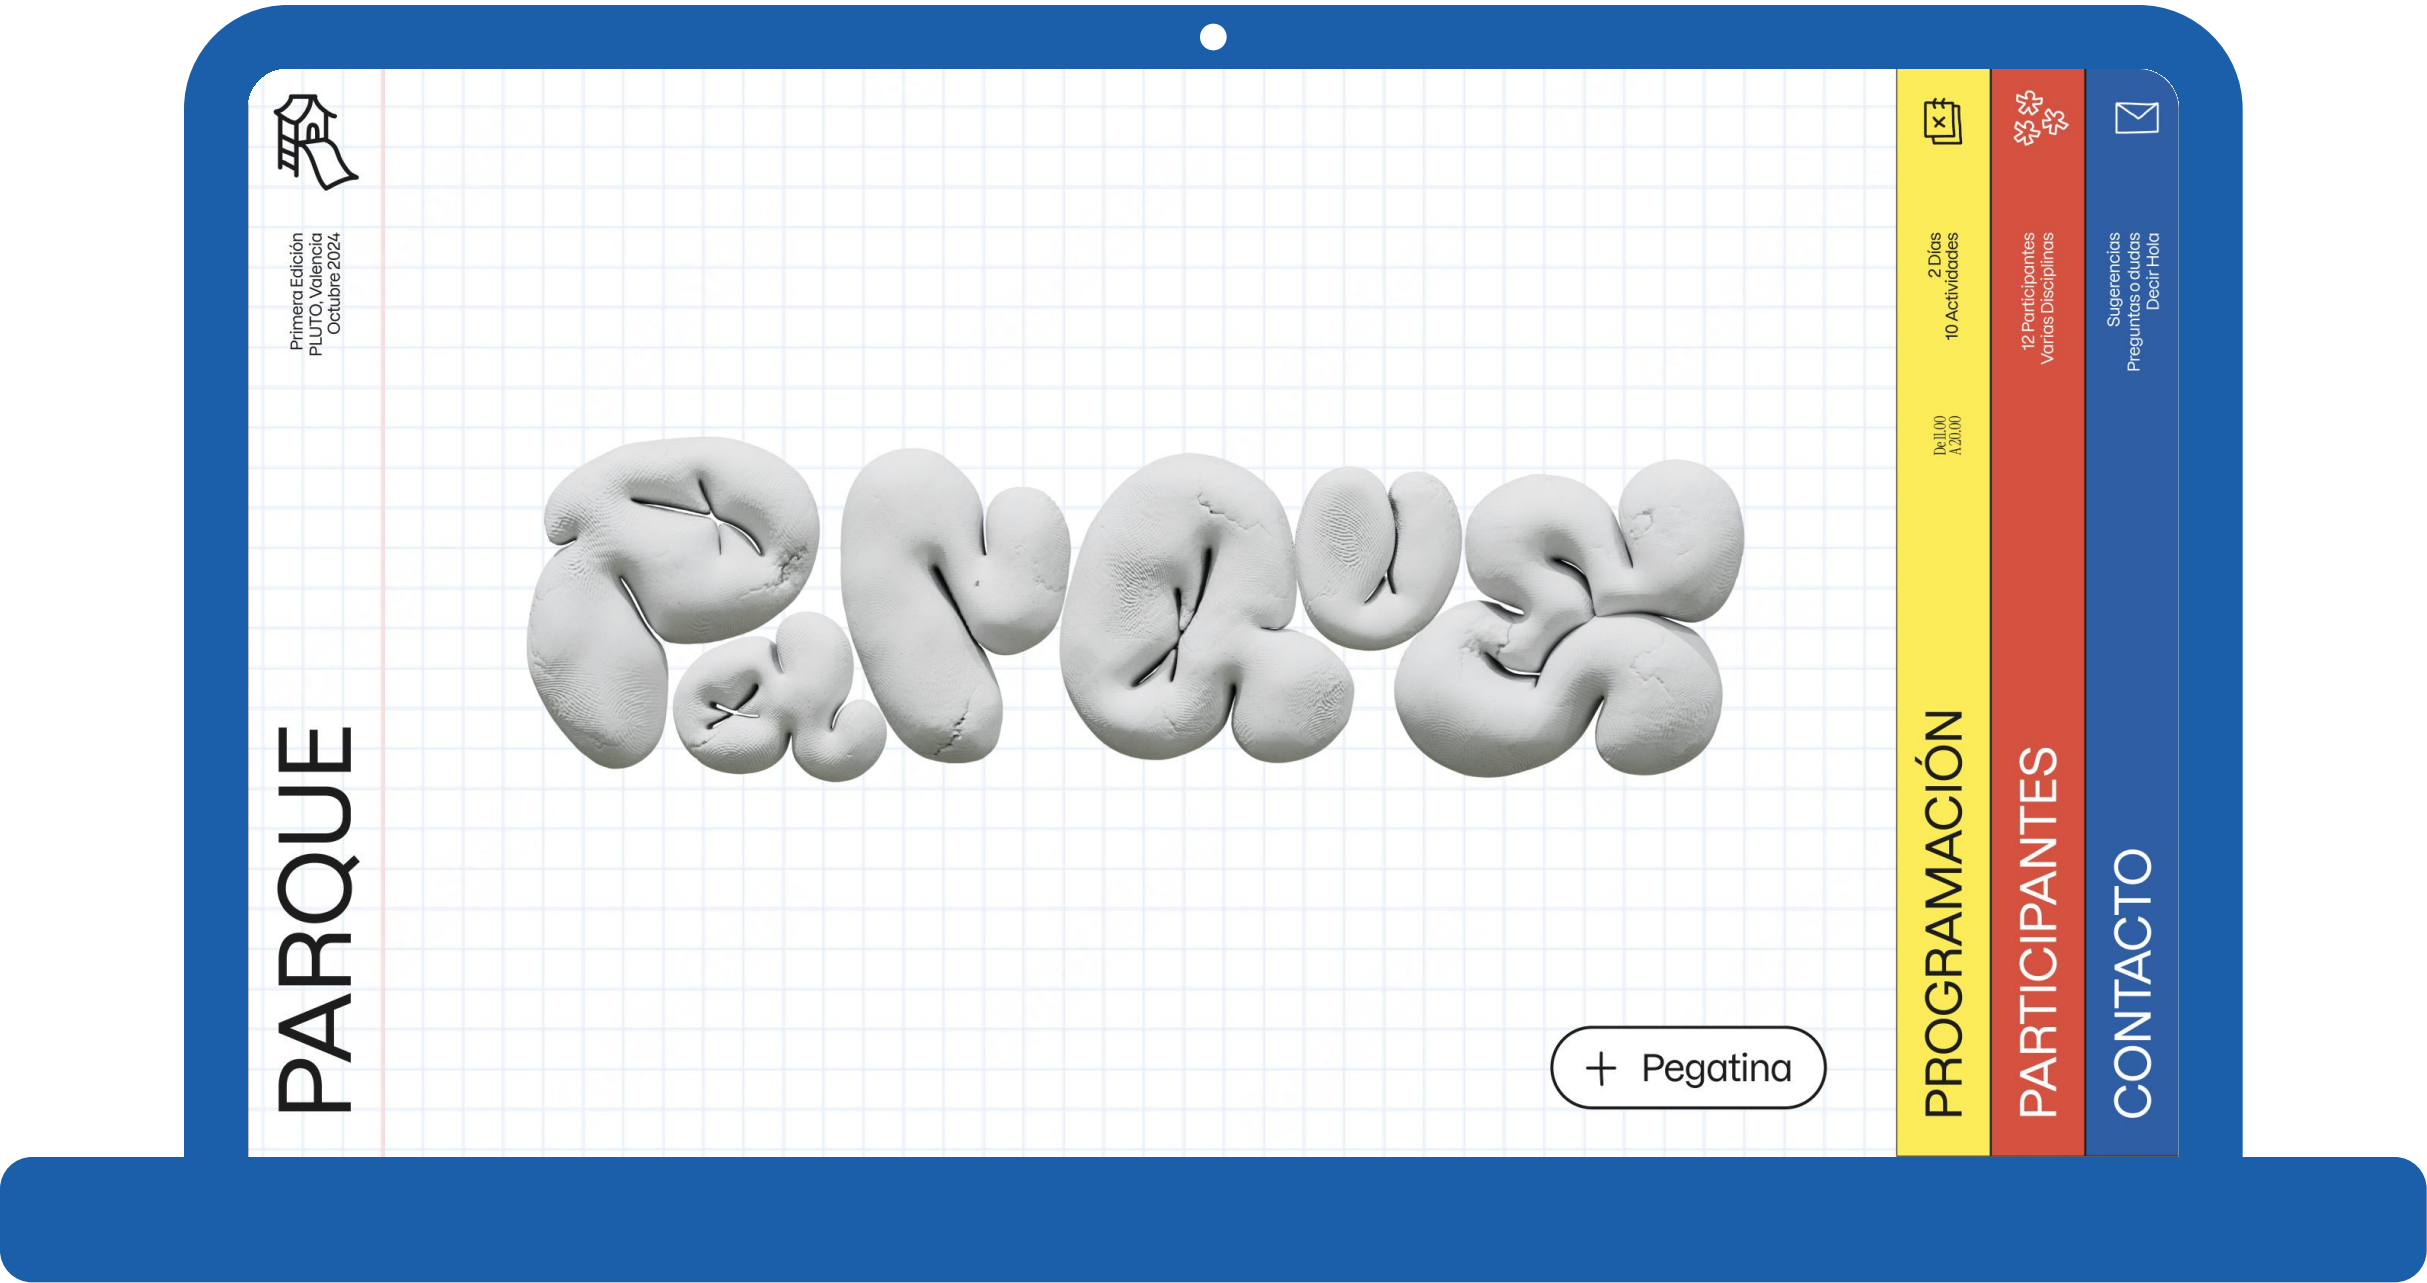 PARQUE
Primera Edición
PLUTO, Valencia
Octubre 2024
Parque
+ Pegatina
PROGRAMACIÓN
De 11.00
A 20.00
2 Días
10 Actividades
PARTICIPANTES
12 Participantes
Varias Disciplinas
CONTACTO
Sugerencias
Preguntas o dudas
Decir Hola